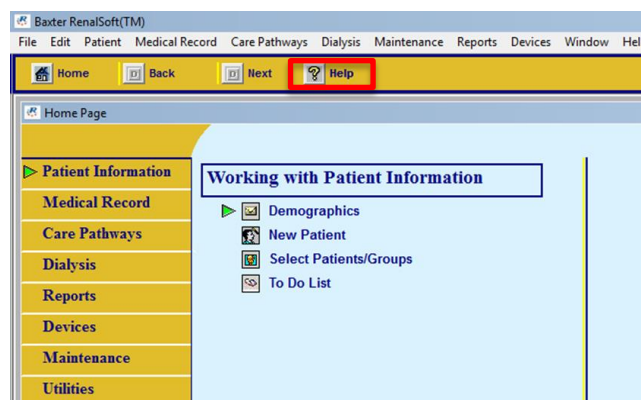 Baxter RenalSoft(TM)
File Edit Patient Medical Record Care Pathways Dialysis Maintenance Reports Devices Window Hel
Home Back Next Help
Home Page
Patient Information
Medical Record
Care Pathways
Dialysis
Reports
Devices
Maintenance
Utilities
Working with Patient Information
Demographics
New Patient
Select Patients/Groups
To Do List